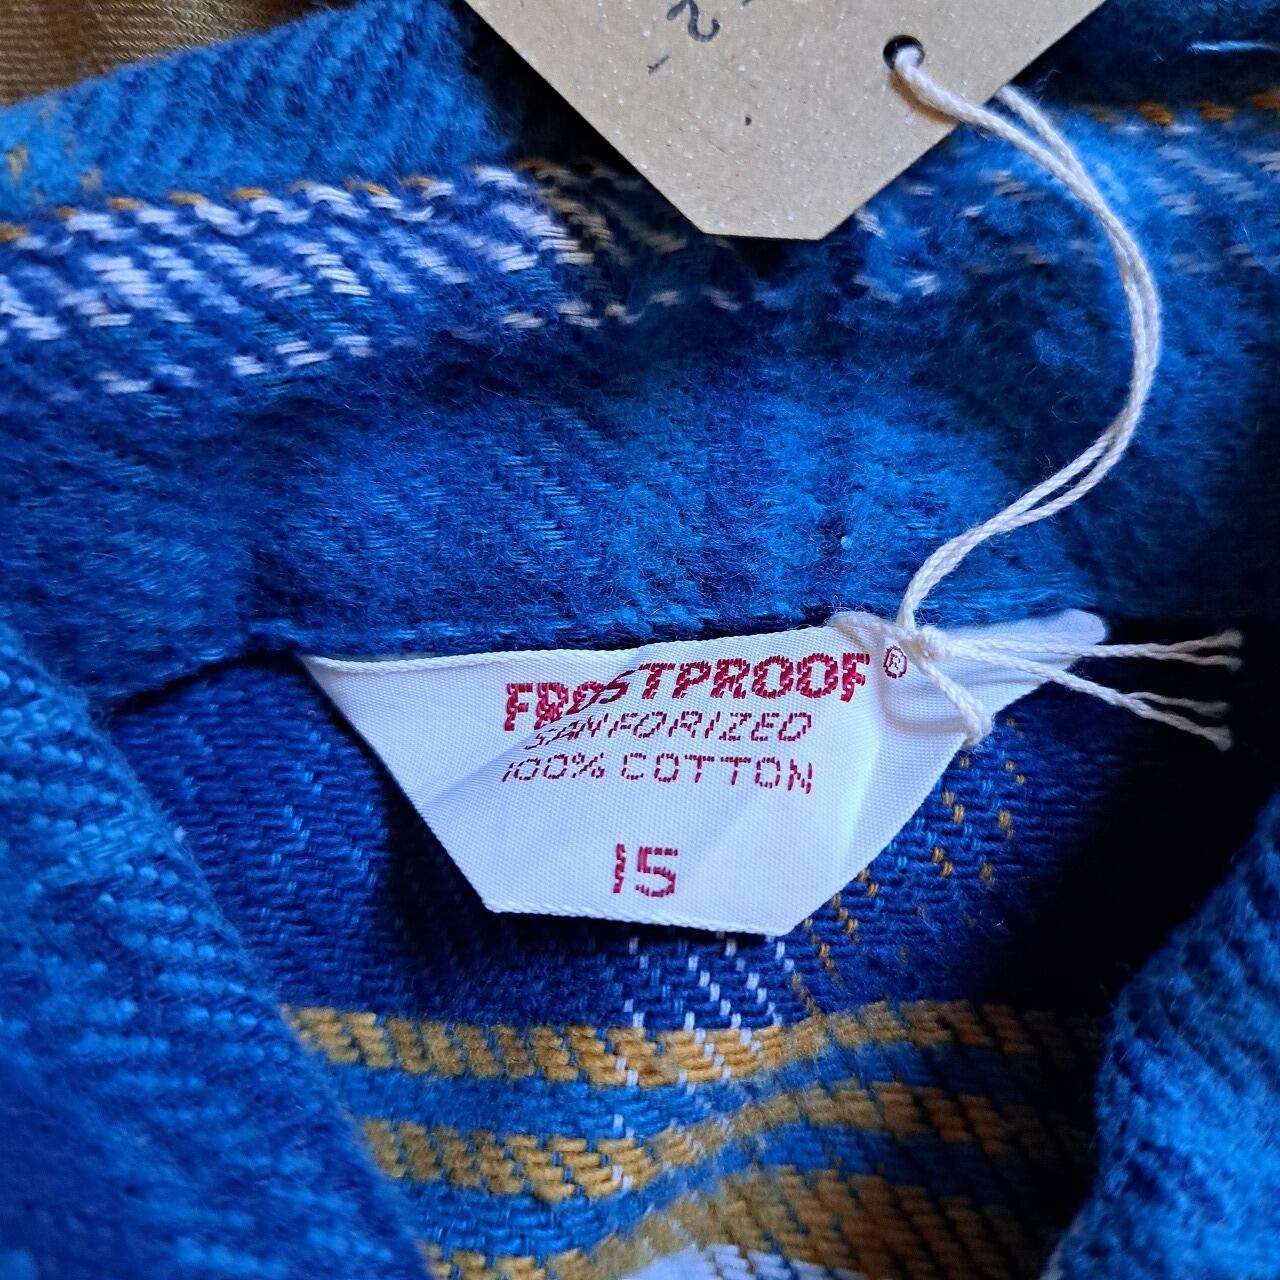 FROSTPROOF®
SANFORIZED
100% COTTON
15